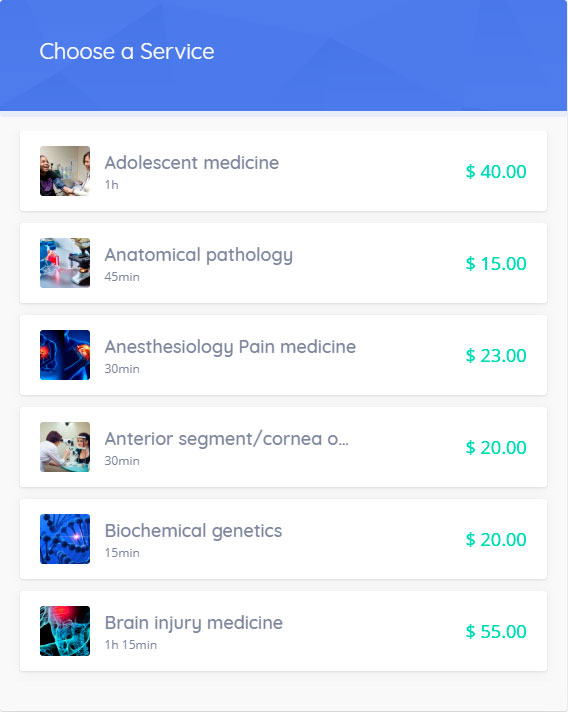 Choose a Service
Adolescent medicine
1h
$ 40.00
Anatomical pathology
45min
$ 15.00
Anesthesiology Pain medicine
30min
$ 23.00
Anterior segment/cornea o...
30min
$ 20.00
Biochemical genetics
15min
$ 20.00
Brain injury medicine
1h 15min
$ 55.00